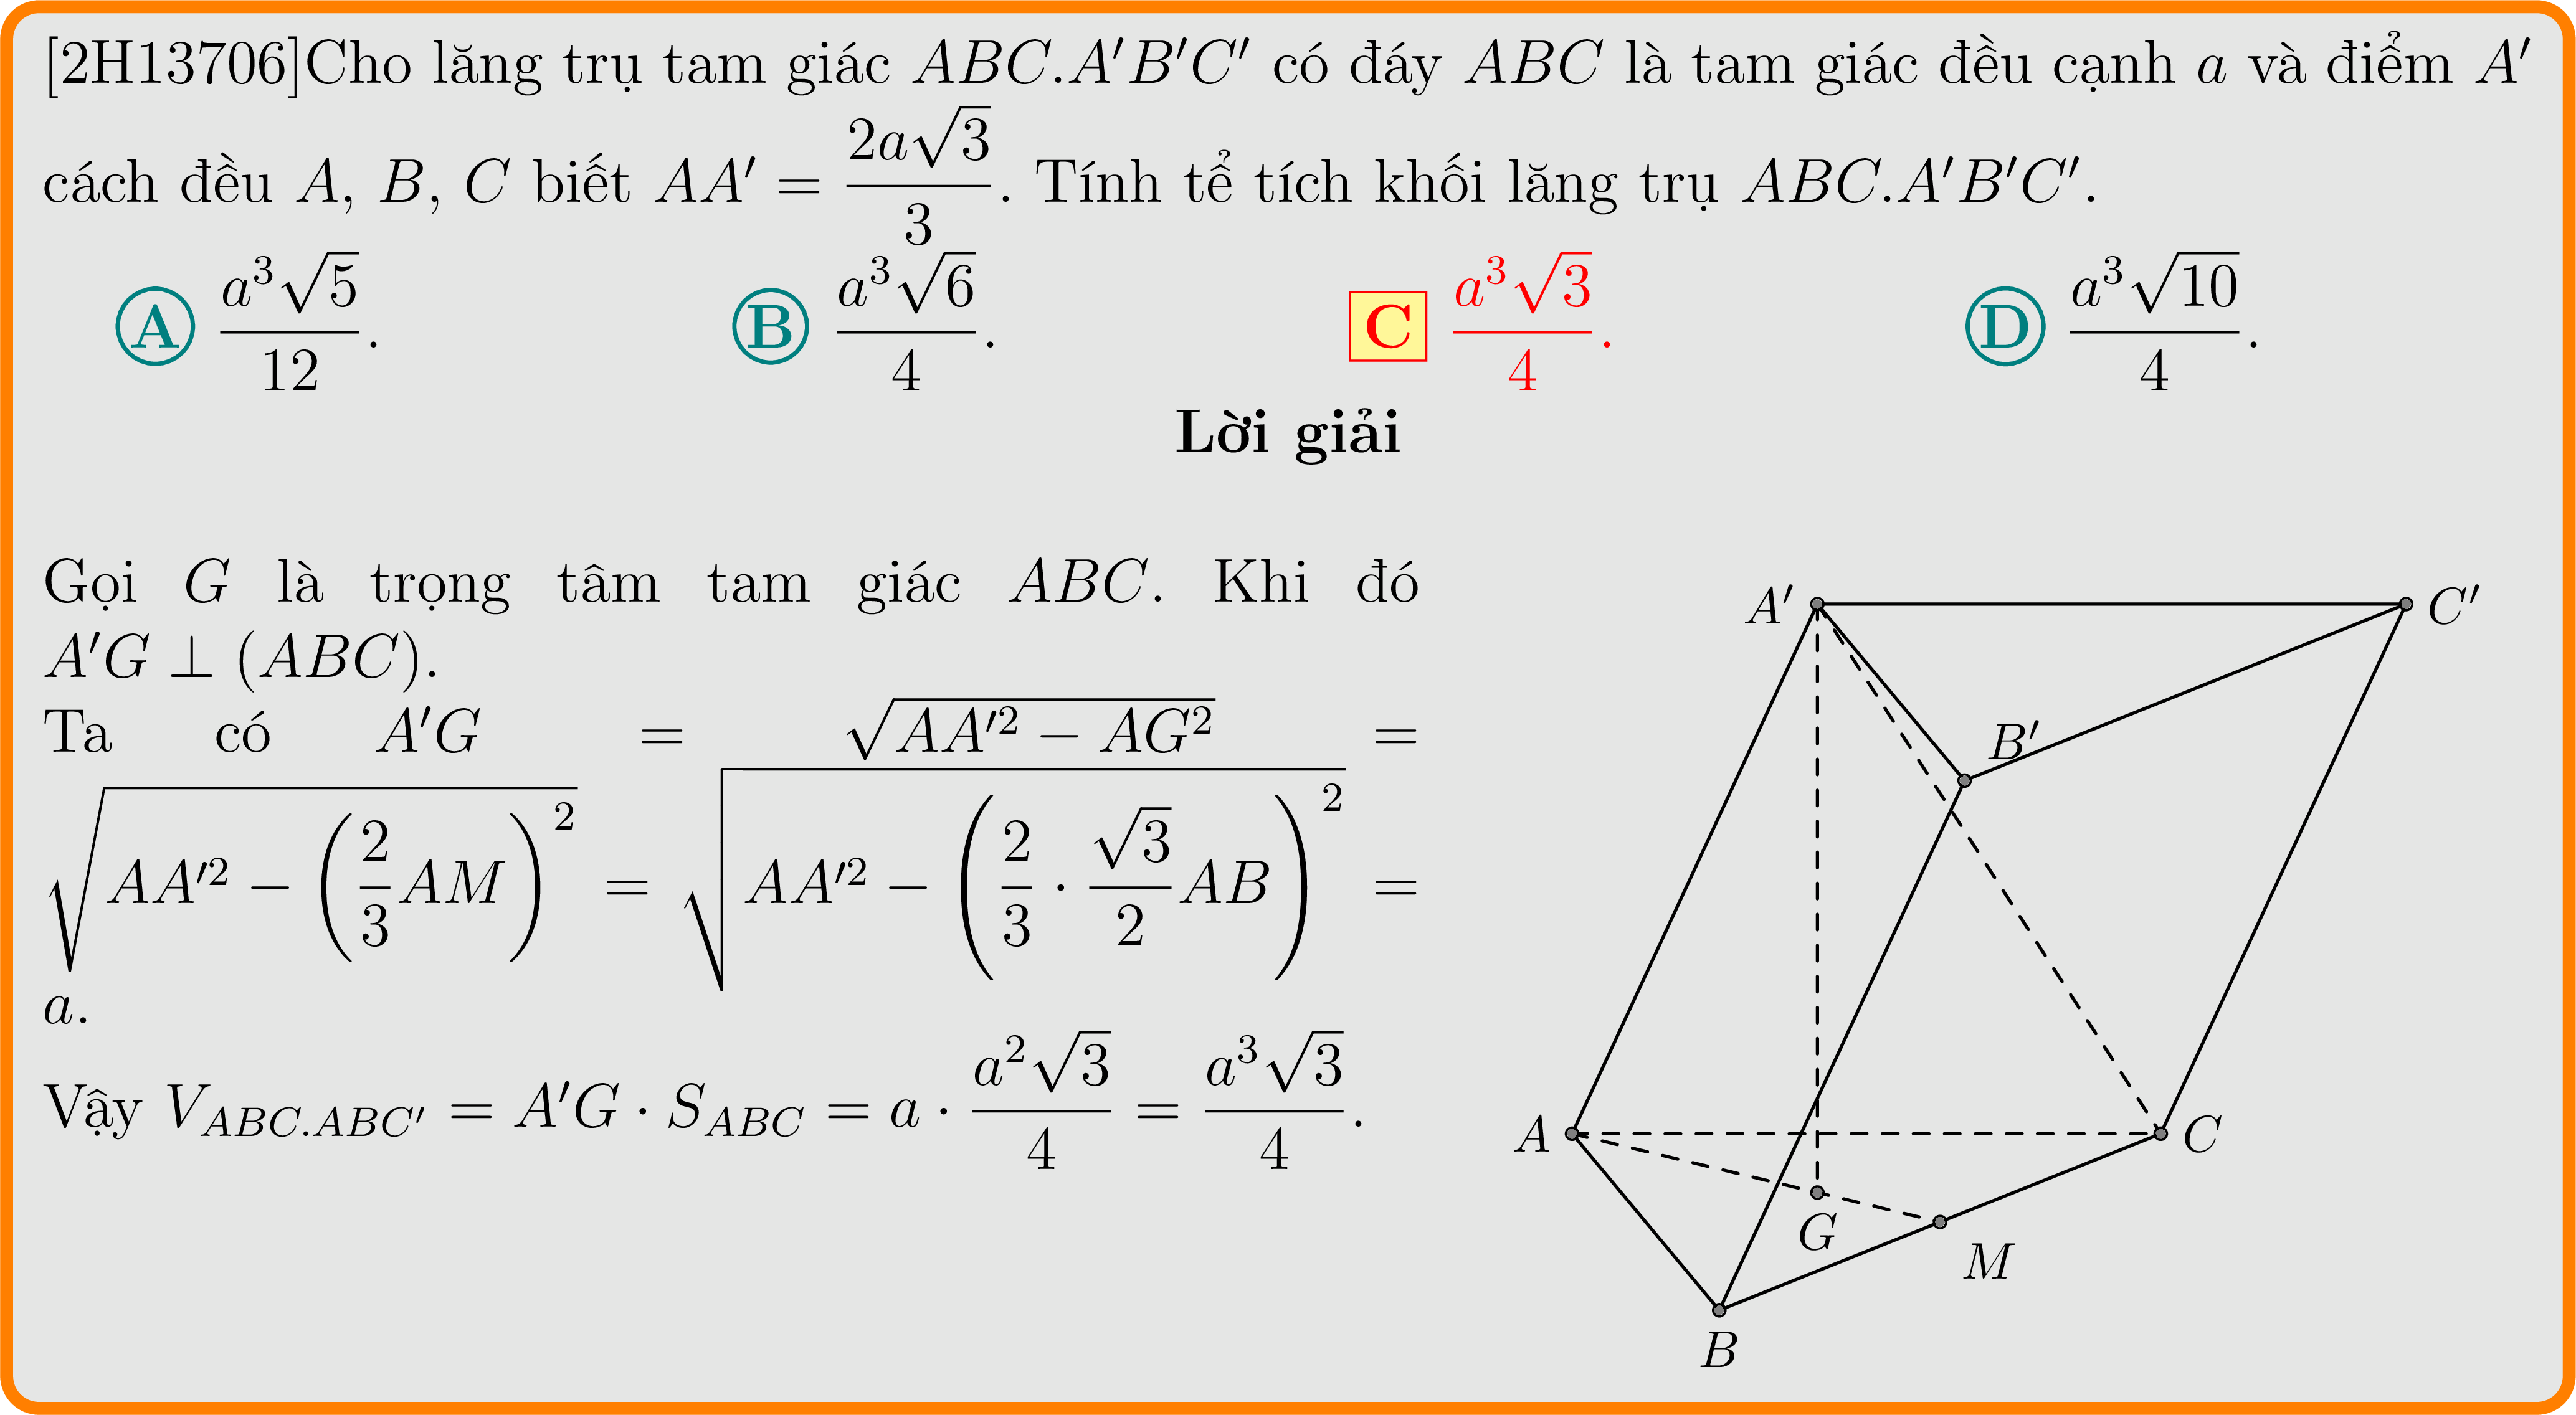 [2H13706]Cho lăng trụ tam giác ABC.A′B′C′ có đáy ABC là tam giác đều cạnh a và điểm A′
cách đều A, B, C biết AA′ = \frac{2a\sqrt{3}}{3}. Tính tể tích khối lăng trụ ABC.A′B′C′.
A \frac{a^3\sqrt{5}}{12}. B \frac{a^3\sqrt{6}}{4}. C \frac{a^3\sqrt{3}}{4}. D \frac{a^3\sqrt{10}}{4}.
Lời giải
Gọi G là trọng tâm tam giác ABC. Khi đó
A′G ⊥ (ABC).
Ta có A′G = \sqrt{AA′^2 − AG^2} =
\sqrt{AA′^2 − \left(\frac{2}{3}AM\right)^2} = \sqrt{AA′^2 − \left(\frac{2}{3} · \frac{\sqrt{3}}{2}AB\right)^2} =
a.
Vậy V_{ABC.ABC′} = A′G · S_{ABC} = a · \frac{a^2\sqrt{3}}{4} = \frac{a^3\sqrt{3}}{4}.
A′
C′
B′
A
C
G
M
B